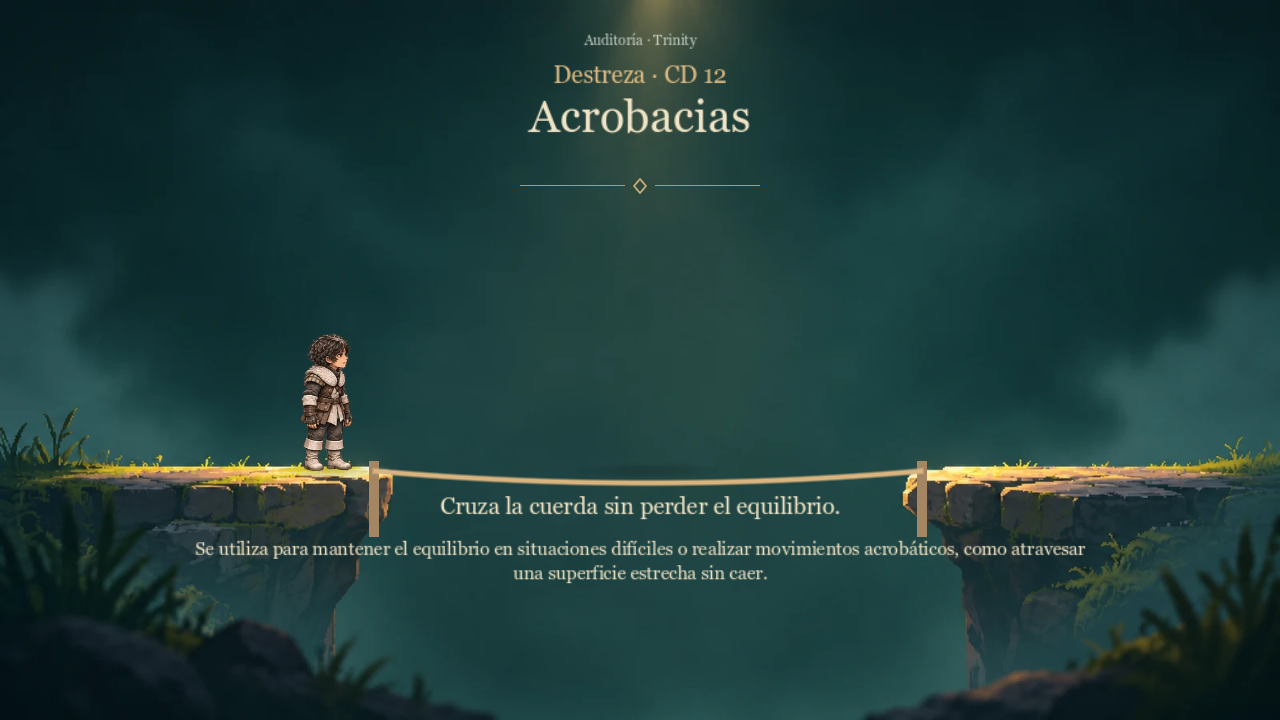 Auditoría · Trinity
Destreza · CD 12
Acrobacias
Cruza la cuerda sin perder el equilibrio.
Se utiliza para mantener el equilibrio en situaciones difíciles o realizar movimientos acrobáticos, como atravesar
una superficie estrecha sin caer.